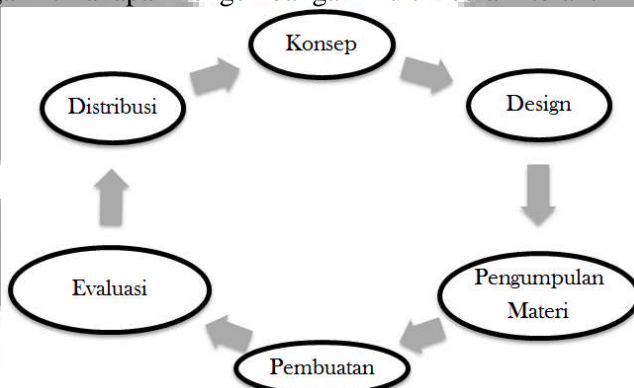 Konsep
Design
Pengumpulan
Materi
Pembuatan
Evaluasi
Distribusi